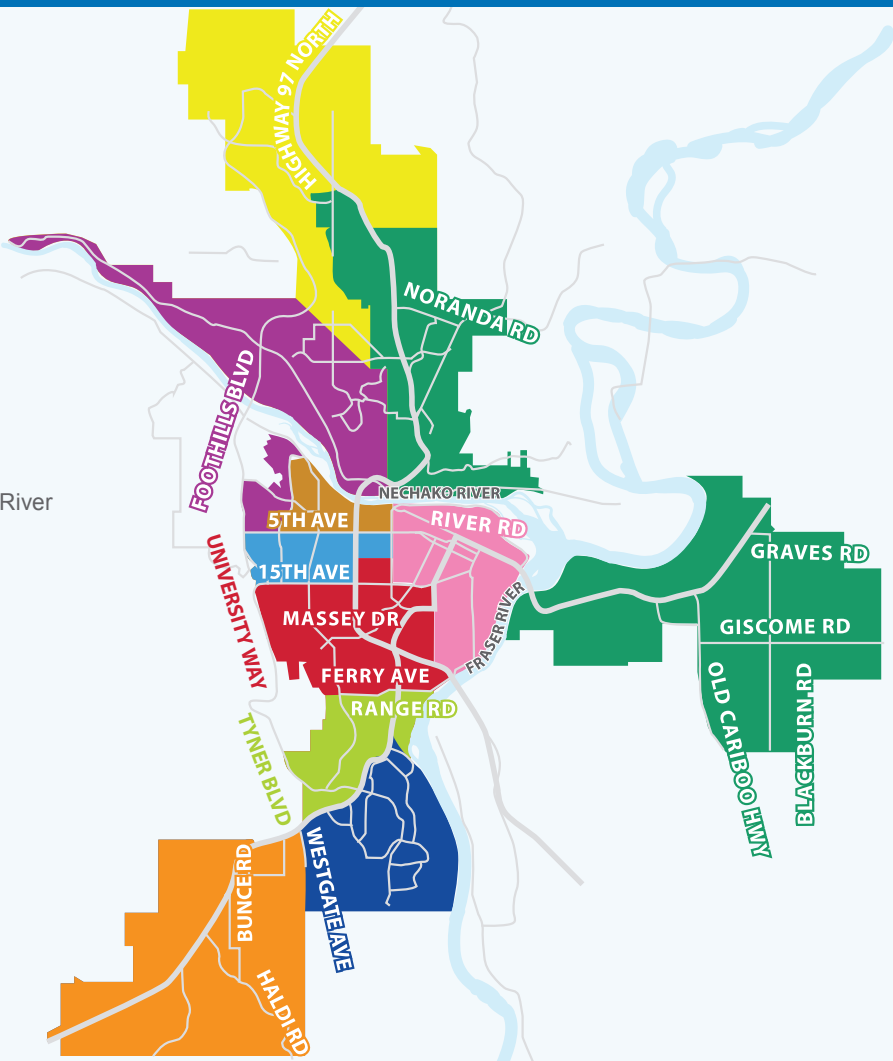 HIGHWAY 97 NORTH
NORANDA RD
FOOTHILLS BLVD
River
NECHAKO RIVER
5TH AVE
RIVER RD
UNIVERSITY WAY
15TH AVE
GRAVES RD
MASSEY DR
FRASER RIVER
GISCOME RD
FERRY AVE
RANGE RD
OLD CARIBOO HWY
BLACKBURN RD
TYNER BLVD
WESTGATE AVE
BUNCE RD
HALDI RD